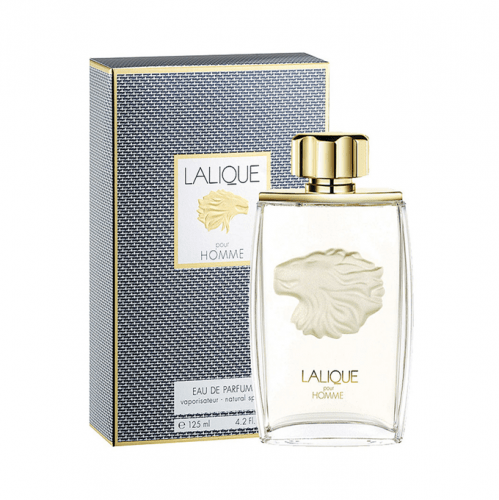 LALIQUE
pour
HOMME
EAU DE PARFUM
vaporisateur - natural
℮ 125 ml 4.2
LALIQUE
pour
HOMME